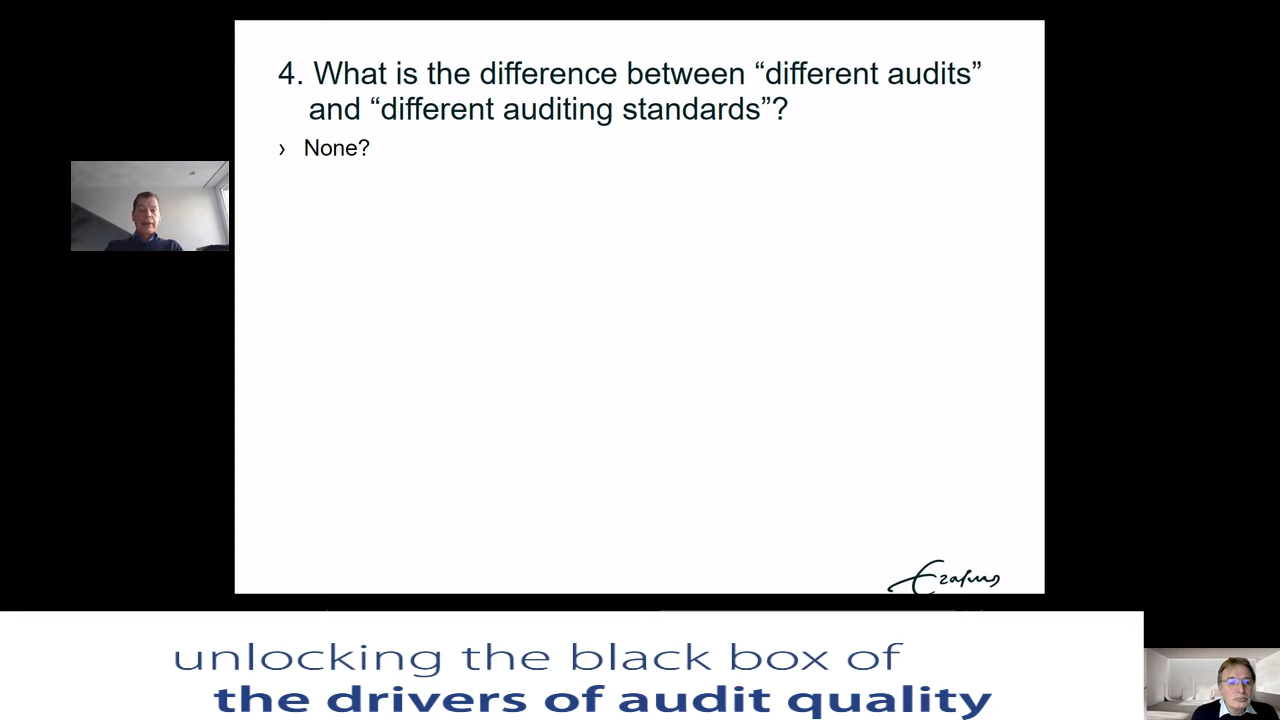 4. What is the difference between “different audits”
and “different auditing standards”?
› None?
Erasmus
unlocking the black box of
the drivers of audit quality